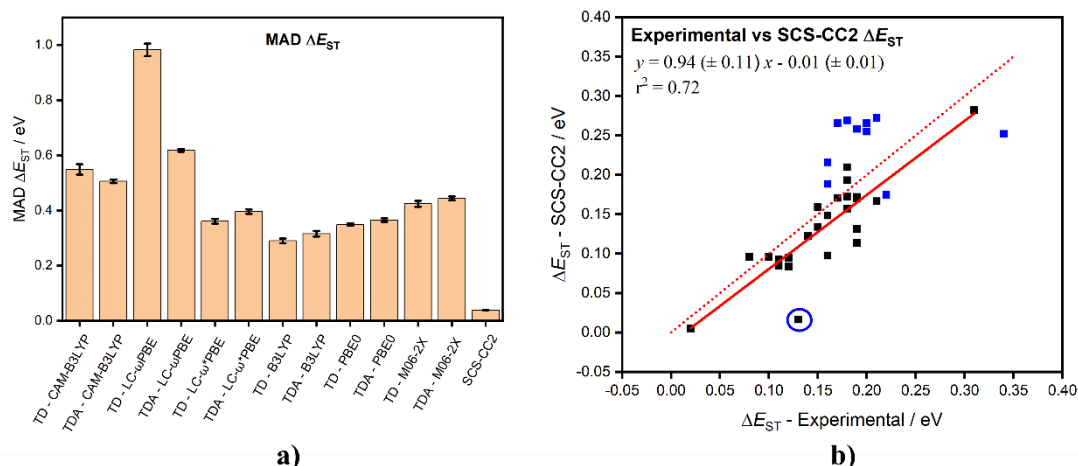 MAD ΔE_ST
MAD ΔE_ST / eV
1.0
0.8
0.6
0.4
0.2
0.0
TD - CAM-B3LYP
TDA - CAM-B3LYP
TD - LC-ωPBE
TDA - LC-ωPBE
TD - LC-ω*PBE
TDA - LC-ω*PBE
TD - B3LYP
TDA - B3LYP
TD - PBE0
TDA - PBE0
TD - M06-2X
TDA - M06-2X
SCS-CC2
a)
Experimental vs SCS-CC2 ΔE_ST
y = 0.94 (± 0.11) x - 0.01 (± 0.01)
r² = 0.72
ΔE_ST - SCS-CC2 / eV
0.40
0.35
0.30
0.25
0.20
0.15
0.10
0.05
0.00
-0.05
-0.05 0.00 0.05 0.10 0.15 0.20 0.25 0.30 0.35 0.40
ΔE_ST - Experimental / eV
b)